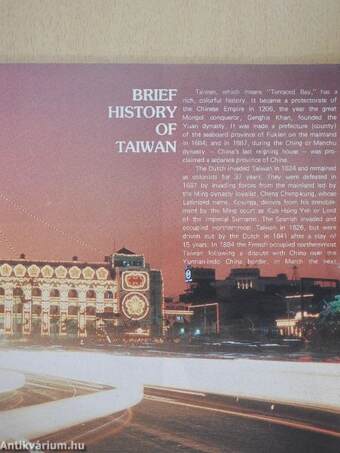 BRIEF
HISTORY
OF
TAIWAN
Taiwan, which means "Terraced Bay," has a
rich, colorful history. It became a protectorate of
the Chinese Empire in 1206, the year the great
Mongol conqueror, Genghis Khan, founded the
Yuan dynasty. It was made a prefecture (county)
of the seaboard province of Fukien on the mainland
in 1684; and in 1887, during the Ching or Manchu
dynasty — China's last reigning house — was pro-
claimed a separate province of China.
The Dutch invaded Taiwan in 1624 and remained
as colonists for 37 years. They were defeated in
1661 by invading forces from the mainland led by
the Ming dynasty loyalist, Cheng Cheng-kung, whose
Latinized name, Koxinga, derives from his ennoble-
ment by the Ming court as Kuo Hsing Yeh or Lord
of the Imperial Surname. The Spanish invaded and
occupied northernmost Taiwan in 1626, but were
driven out by the Dutch in 1641 after a stay of
15 years. In 1884 the French occupied northernmost
Taiwan following a dispute with China over the
Yunnan-Indo China border. In March the next
Antikvárium.hu